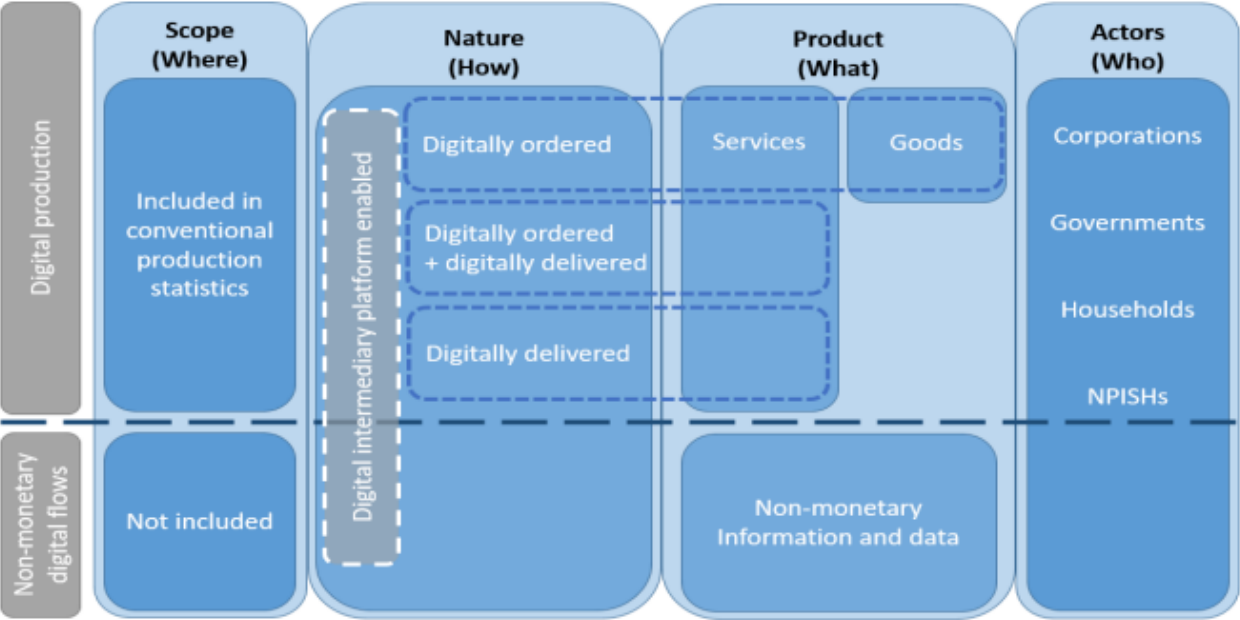 Scope
(Where)
Nature
(How)
Product
(What)
Actors
(Who)
Digital production
Included in
conventional
production
statistics
Digital intermediary platform enabled
Digitally ordered
Digitally ordered
+ digitally delivered
Digitally delivered
Services
Goods
Corporations
Governments
Households
NPISHs
Non-monetary
digital flows
Not included
Non-monetary
Information and data